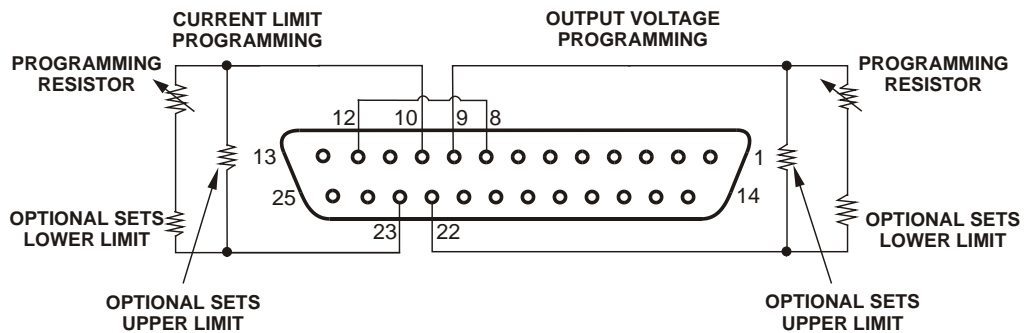 CURRENT LIMIT
PROGRAMMING
OUTPUT VOLTAGE
PROGRAMMING
PROGRAMMING
RESISTOR
PROGRAMMING
RESISTOR
12
10
9
8
13
1
25
14
23
22
OPTIONAL SETS
LOWER LIMIT
OPTIONAL SETS
LOWER LIMIT
OPTIONAL SETS
UPPER LIMIT
OPTIONAL SETS
UPPER LIMIT